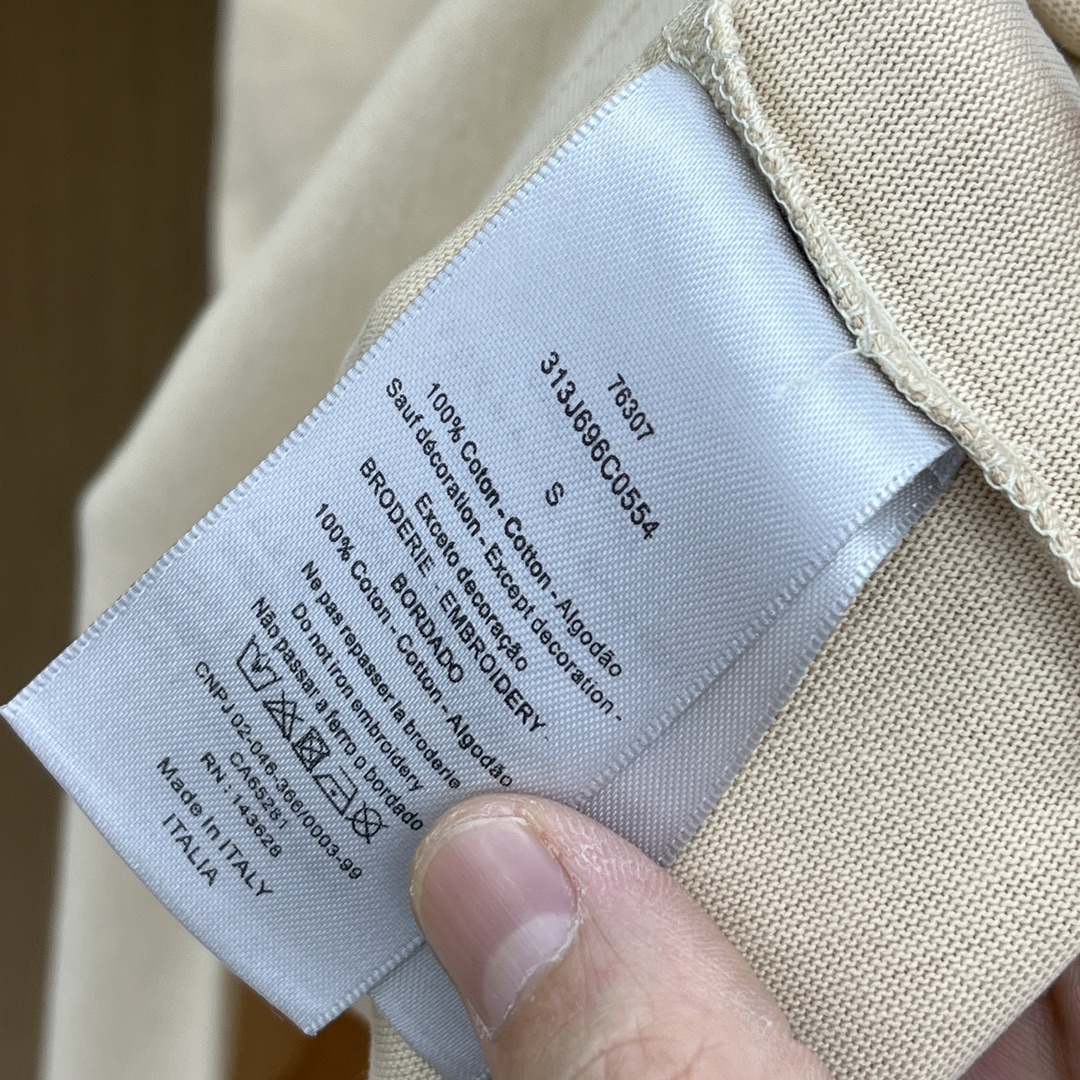 76307
313J696C0554
S
100% Coton - Cotton - Algodão
Sauf décoration - Except decoration -
Exceto decoração
BRODERIE - EMBROIDERY -
BORDADO
100% Coton - Cotton - Algodão
Ne pas repasser la broderie
Do not iron embroidery
Não passar a ferro o bordado
CNPJ 02-046-366/0003-99
CA65281
RN: 143628
Made In ITALY
ITALIA